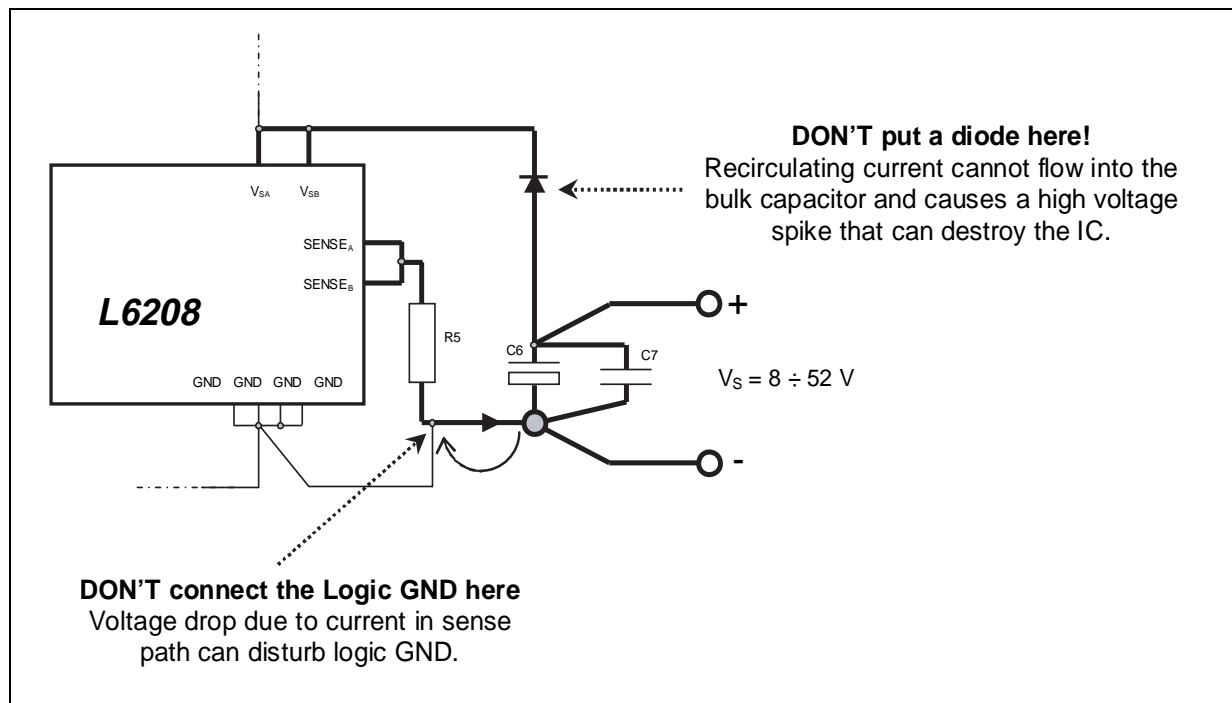 DON'T put a diode here!
Recirculating current cannot flow into the
bulk capacitor and causes a high voltage
spike that can destroy the IC.
VSA VSB
SENSEA
SENSEB
L6208
R5
C6
C7
+
VS = 8 ÷ 52 V
GND GND GND GND
-
DON'T connect the Logic GND here
Voltage drop due to current in sense
path can disturb logic GND.